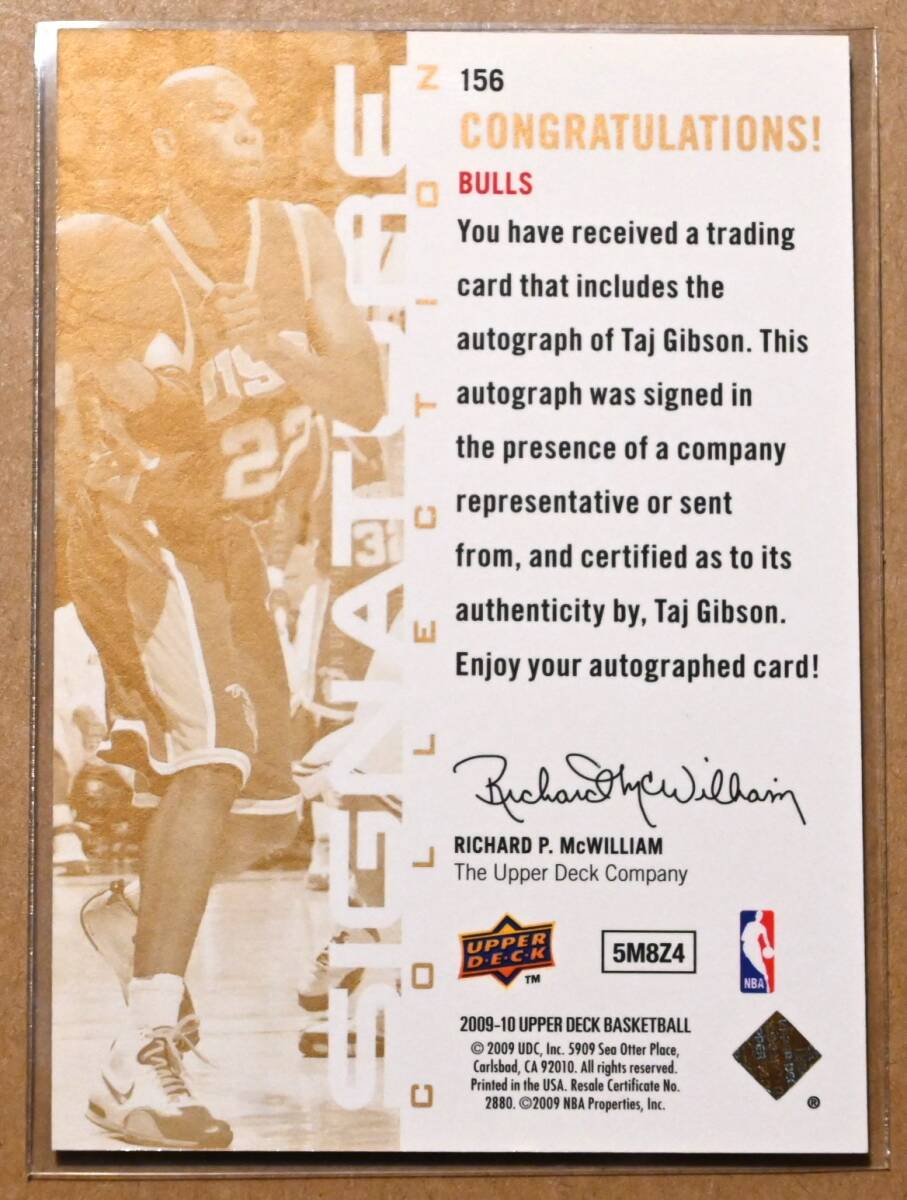 156
CONGRATULATIONS!
BULLS
You have received a trading
card that includes the
autograph of Taj Gibson. This
autograph was signed in
the presence of a company
representative or sent
from, and certified as to its
authenticity by, Taj Gibson.
Enjoy your autographed card!
SIGNATURE
COLLECTION
22
32
Richard McWilliam
RICHARD P. McWILLIAM
The Upper Deck Company
UPPER
D·E·C·K
TM
5M8Z4
NBA
2009-10 UPPER DECK BASKETBALL
© 2009 UDC, Inc. 5909 Sea Otter Place,
Carlsbad, CA 92010. All rights reserved.
Printed in the USA. Resale Certificate No.
2880. ©2009 NBA Properties, Inc.
®